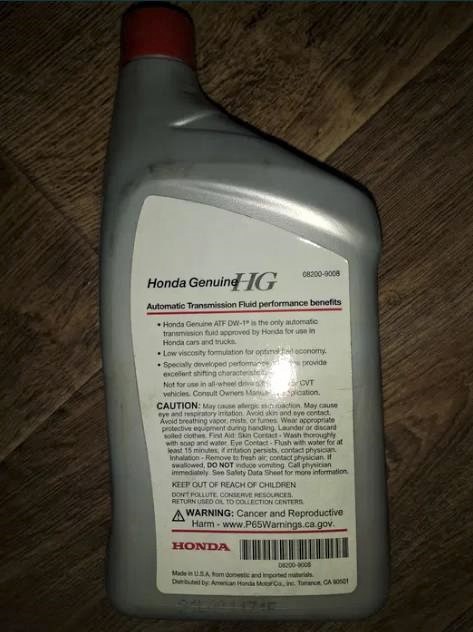 Honda Genuine HG
08200-9008
Automatic Transmission Fluid performance benefits
• Honda Genuine ATF DW-1® is the only automatic
transmission fluid approved by Honda for use in
Honda cars and trucks.
• Low viscosity formulation for economy.
• Specially developed provide
excellent shifting
Not for use in all-wheel CVT
vehicles. Consult Owners
CAUTION: May cause allergic skin reaction. May cause
eye and respiratory irritation. Avoid skin and eye contact.
Avoid breathing vapor, mists, or fumes. Wear appropriate
protective equipment during handling. Launder or discard
soiled clothes. First Aid: Skin Contact - Wash thoroughly
with soap and water. Eye Contact - Flush with water for at
least 15 minutes, if irritation persists, contact physician.
Inhalation - Remove to fresh air; contact physician. If
swallowed, DO NOT induce vomiting. Call physician
immediately. See Safety Data Sheet for more information.
KEEP OUT OF REACH OF CHILDREN
DON'T POLLUTE. CONSERVE RESOURCES.
RETURN USED OIL TO COLLECTION CENTERS.
WARNING: Cancer and Reproductive
Harm - www.P65Warnings.ca.gov.
HONDA
08200-9008
Made in U.S.A. from domestic and imported materials.
Distributed by: American Honda Motor Co., Inc. Torrance, CA 90501